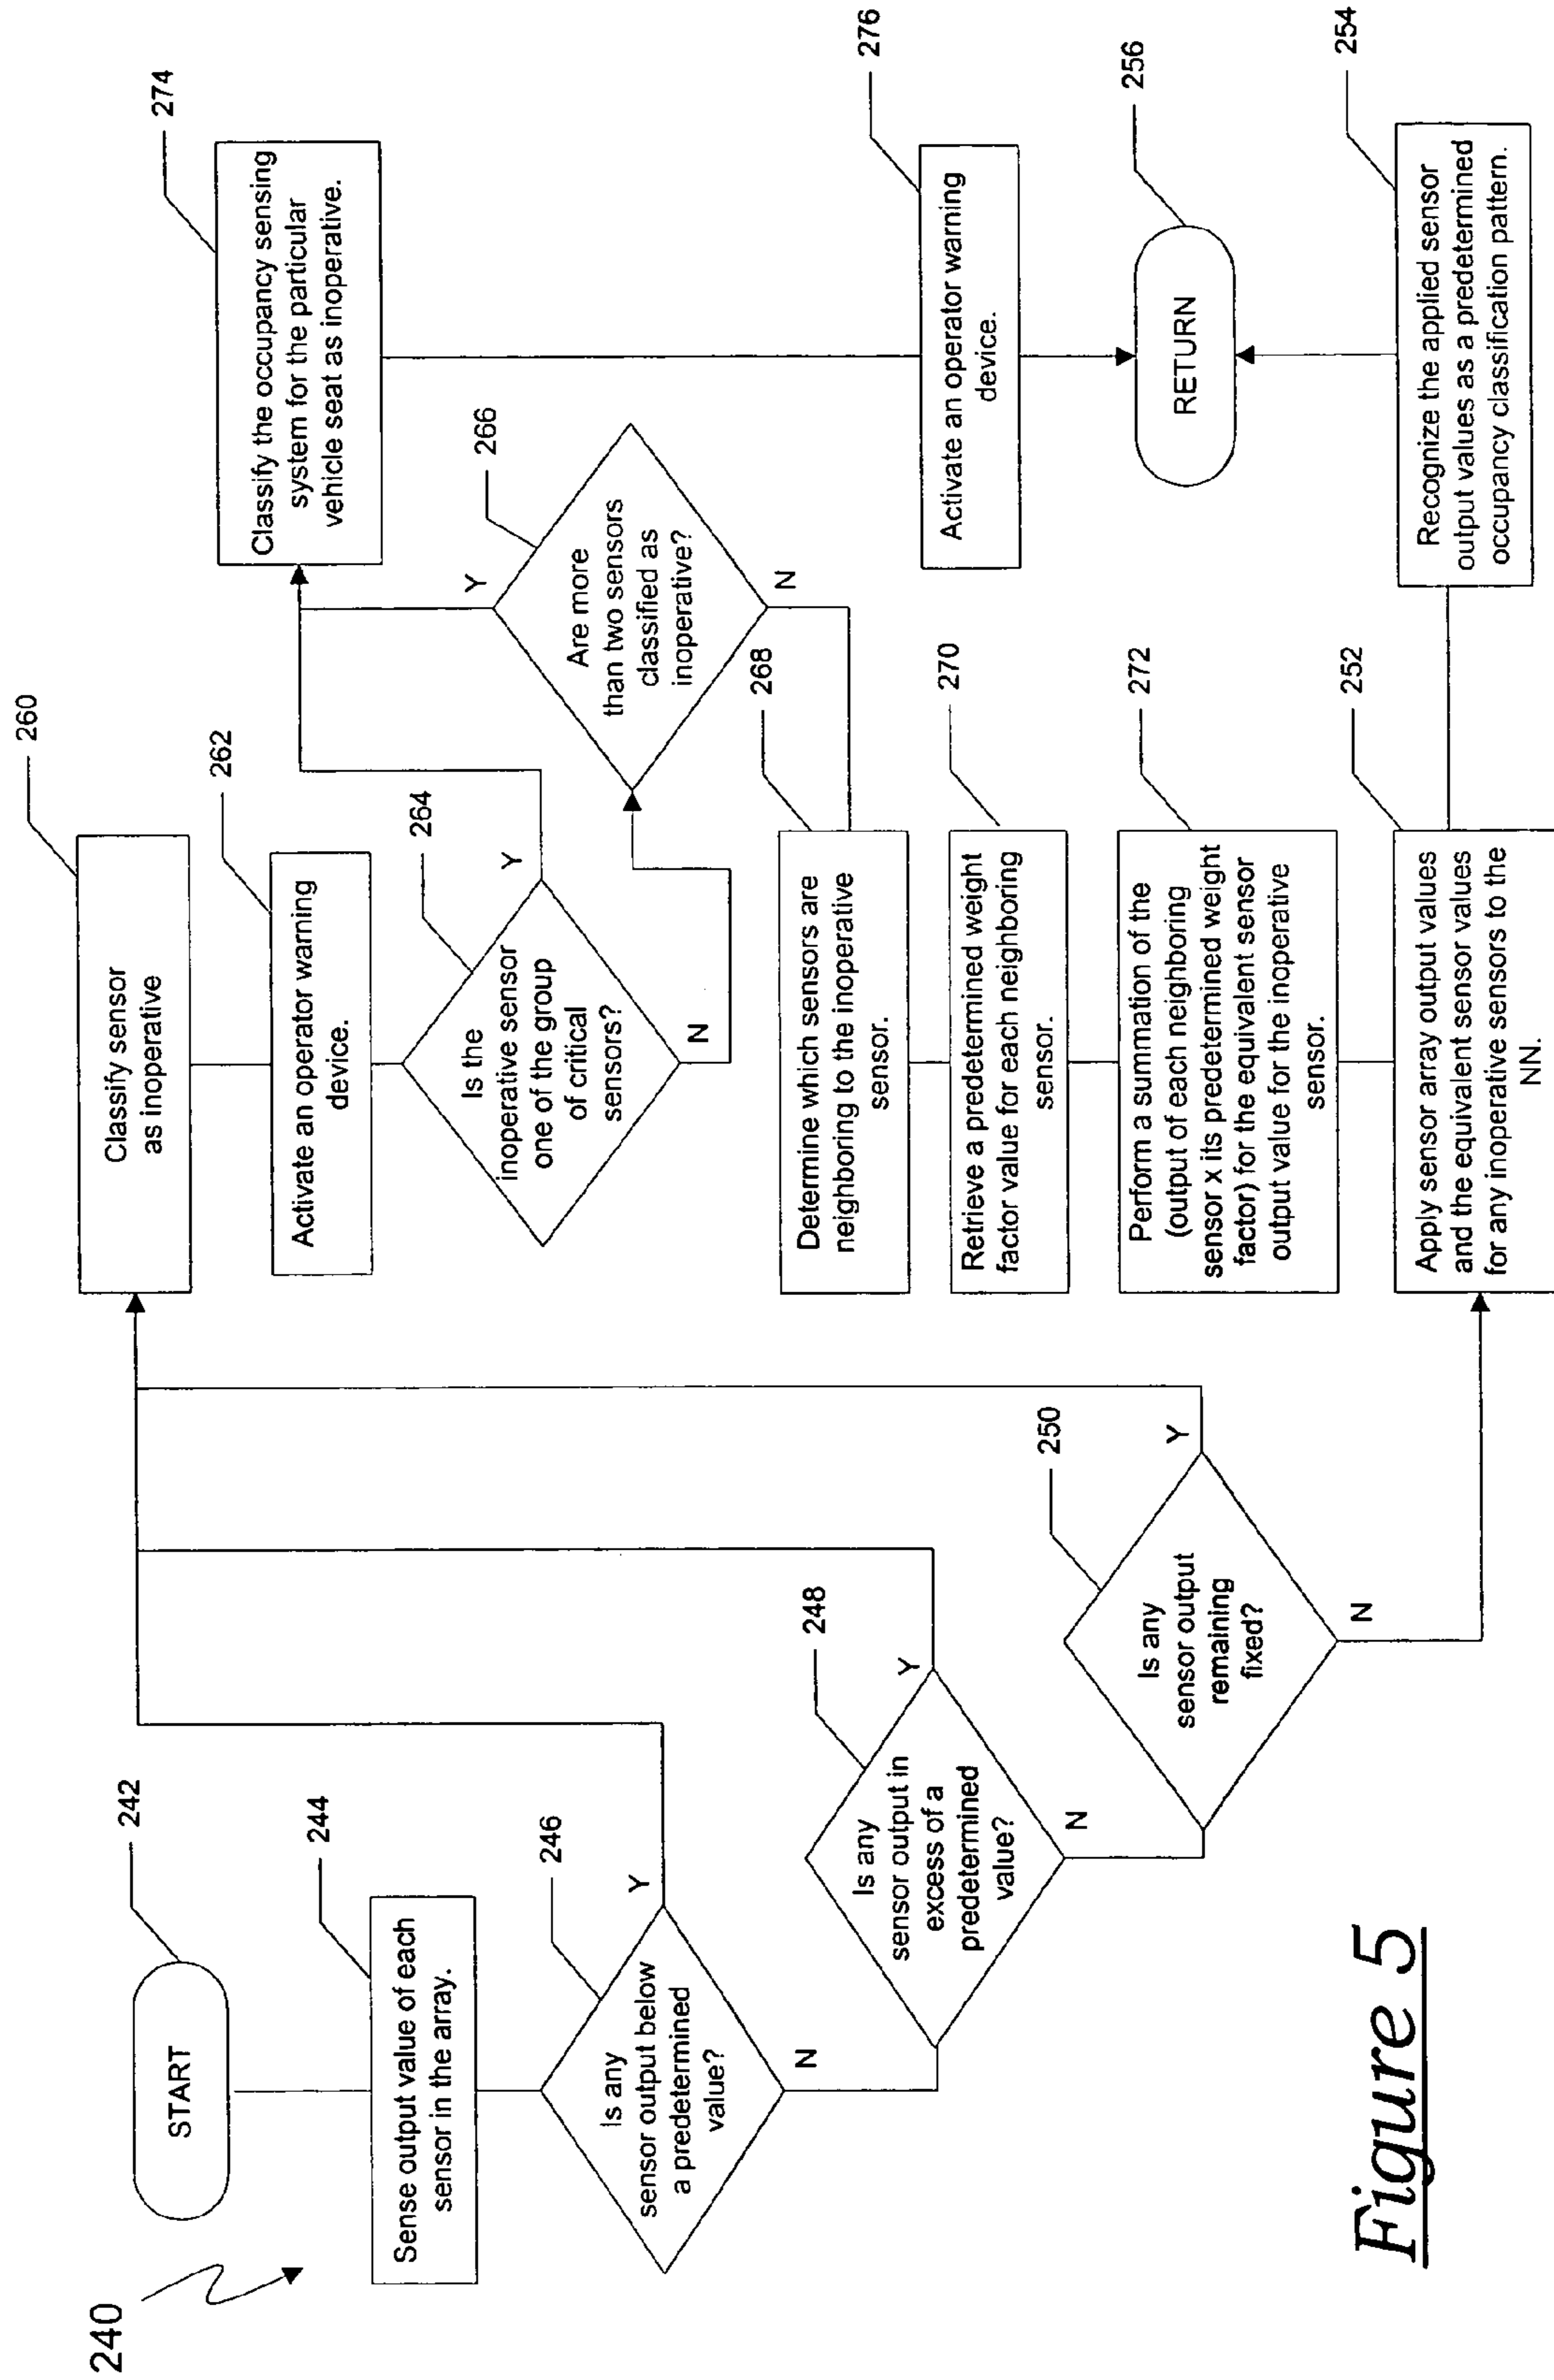 240
242
START
244
Sense output value of each
sensor in the array.
246
Is any
sensor output below
a predetermined
value?
Y
N
248
Is any
sensor output in
excess of a
predetermined
value?
Y
N
250
Is any
sensor output
remaining
fixed?
Y
N
260
Classify sensor
as inoperative
262
Activate an operator warning
device.
264
Is the
inoperative sensor
one of the group
of critical
sensors?
Y
N
266
Are more
than two sensors
classified as
inoperative?
Y
N
268
Determine which sensors are
neighboring to the inoperative
sensor.
270
Retrieve a predetermined weight
factor value for each neighboring
sensor.
272
Perform a summation of the
(output of each neighboring
sensor x its predetermined weight
factor) for the equivalent sensor
output value for the inoperative
sensor.
252
Apply sensor array output values
and the equivalent sensor values
for any inoperative sensors to the
NN.
274
Classify the occupancy sensing
system for the particular
vehicle seat as inoperative.
276
Activate an operator warning
device.
256
RETURN
254
Recognize the applied sensor
output values as a predetermined
occupancy classification pattern.
Figure 5